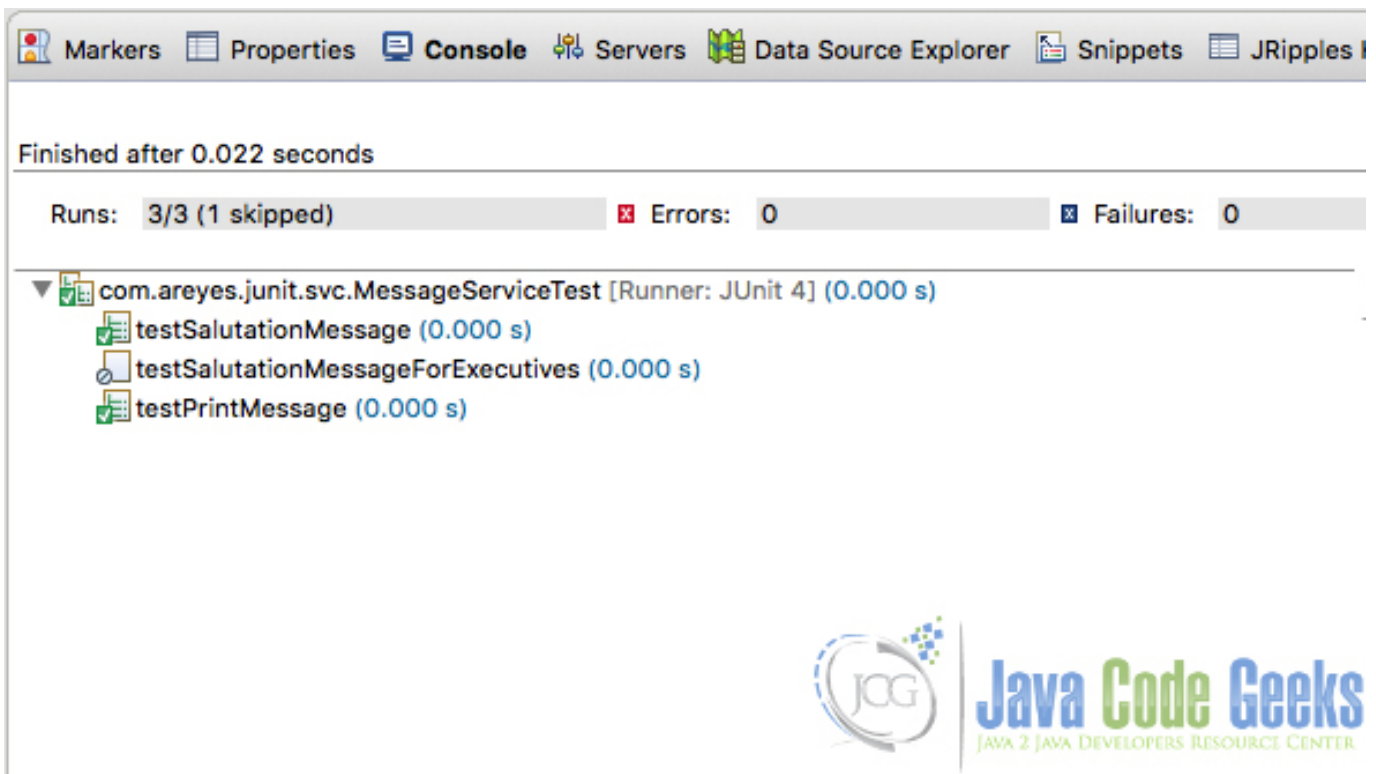 Markers Properties Console Servers Data Source Explorer Snippets JRipples
Finished after 0.022 seconds
Runs: 3/3 (1 skipped) Errors: 0 Failures: 0
com.areyes.junit.svc.MessageServiceTest [Runner: JUnit 4] (0.000 s)
testSalutationMessage (0.000 s)
testSalutationMessageForExecutives (0.000 s)
testPrintMessage (0.000 s)
JCG
Java Code Geeks
JAVA 2 JAVA DEVELOPERS RESOURCE CENTER